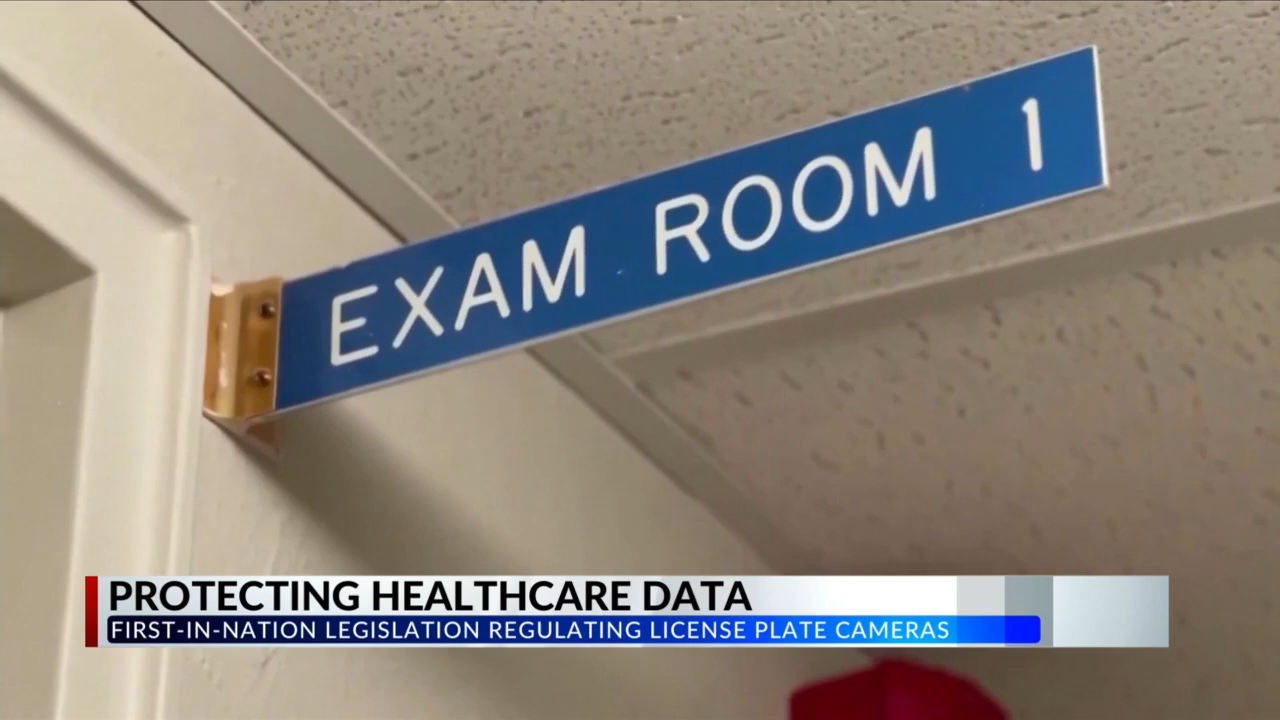 EXAM ROOM 1
PROTECTING HEALTHCARE DATA
FIRST-IN-NATION LEGISLATION REGULATING LICENSE PLATE CAMERAS